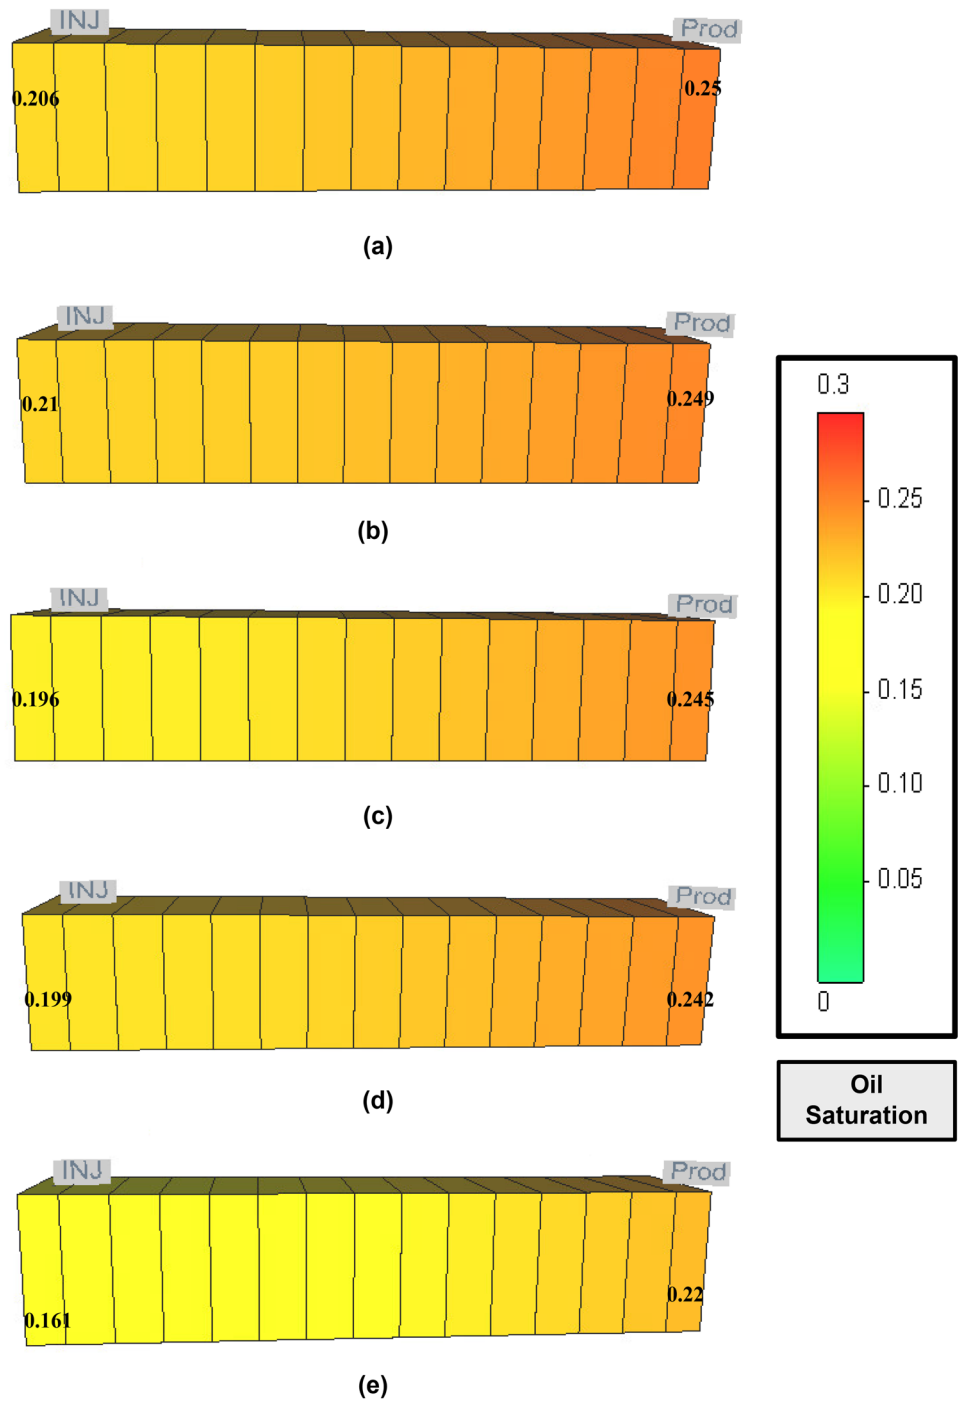 INJ
Prod
0.206
0.25
(a)
INJ
Prod
0.21
0.249
(b)
0.3
0.25
0.20
0.15
0.10
0.05
0
Oil
Saturation
INJ
Prod
0.196
0.245
(c)
INJ
Prod
0.199
0.242
(d)
INJ
Prod
0.161
0.22
(e)